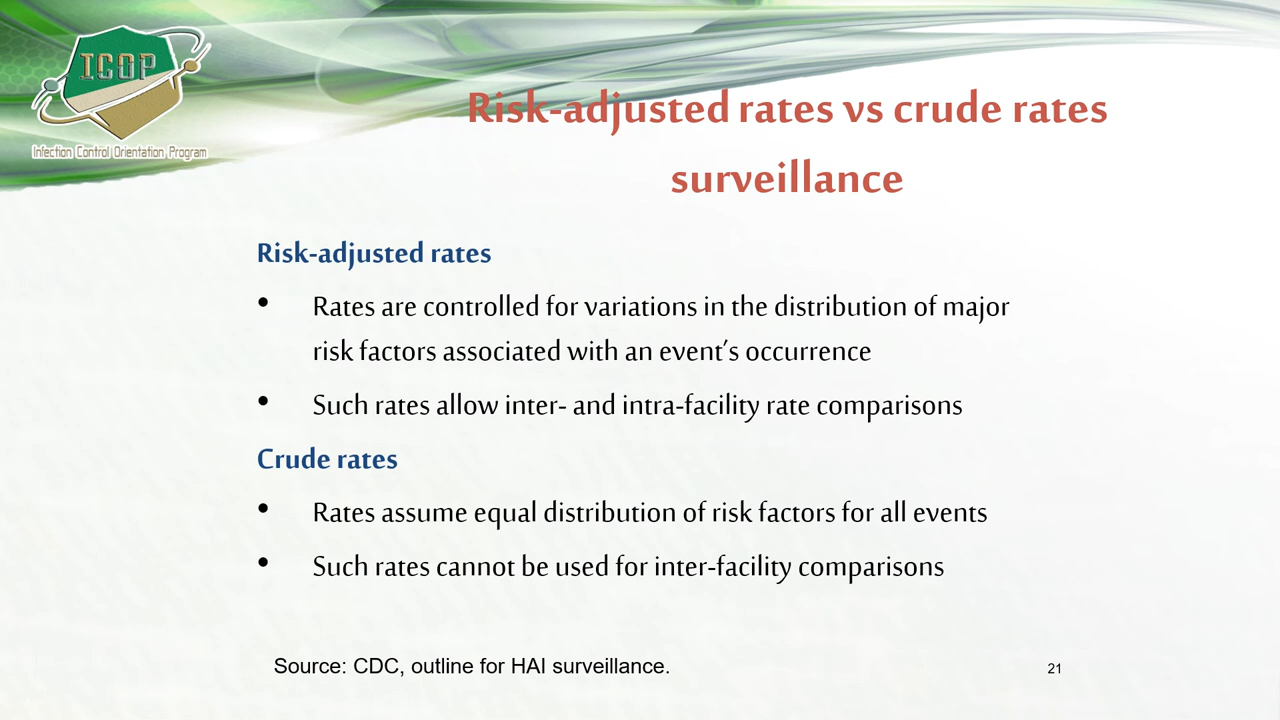 ICOP
Infection Control Orientation Program
Risk-adjusted rates vs crude rates
surveillance
Risk-adjusted rates
• Rates are controlled for variations in the distribution of major
risk factors associated with an event's occurrence
• Such rates allow inter- and intra-facility rate comparisons
Crude rates
• Rates assume equal distribution of risk factors for all events
• Such rates cannot be used for inter-facility comparisons
Source: CDC, outline for HAI surveillance.
21